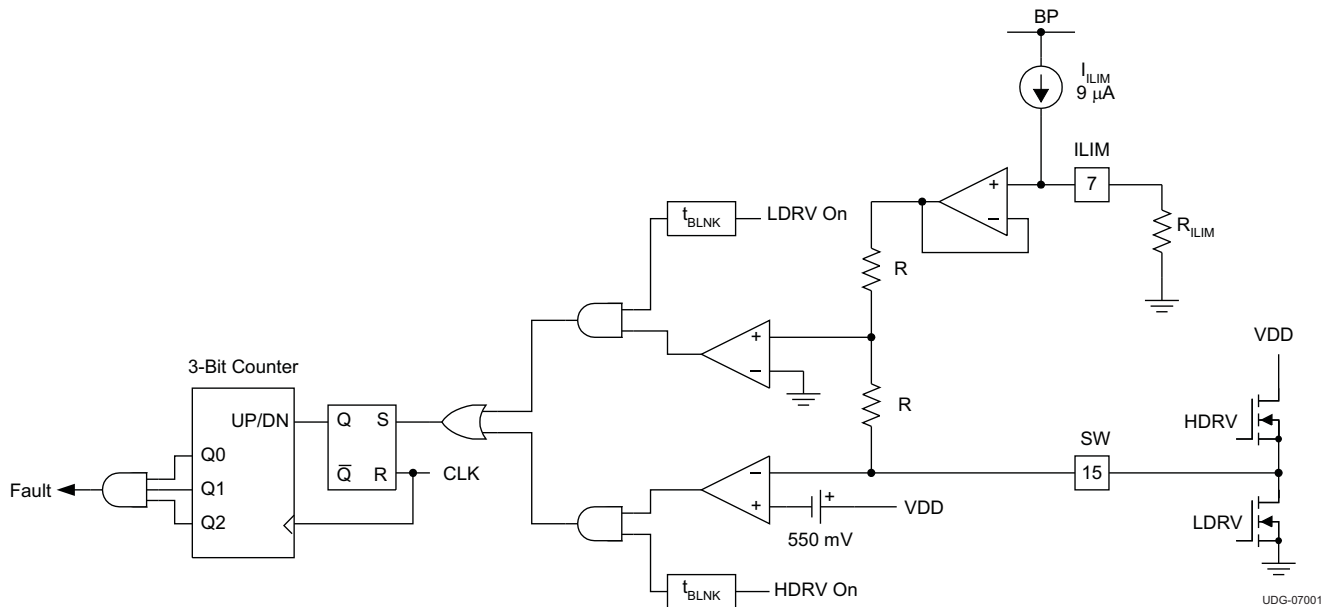 BP
I_ILIM
9 μA
ILIM
7
+
−
R_ILIM
t_BLNK
LDRV On
R
+
−
VDD
3-Bit Counter
R
HDRV
UP/DN
Q
S
SW
Q0
Q̅
R
CLK
−
15
Fault
Q1
+
+
VDD
LDRV
Q2
550 mV
t_BLNK
HDRV On
UDG-07001